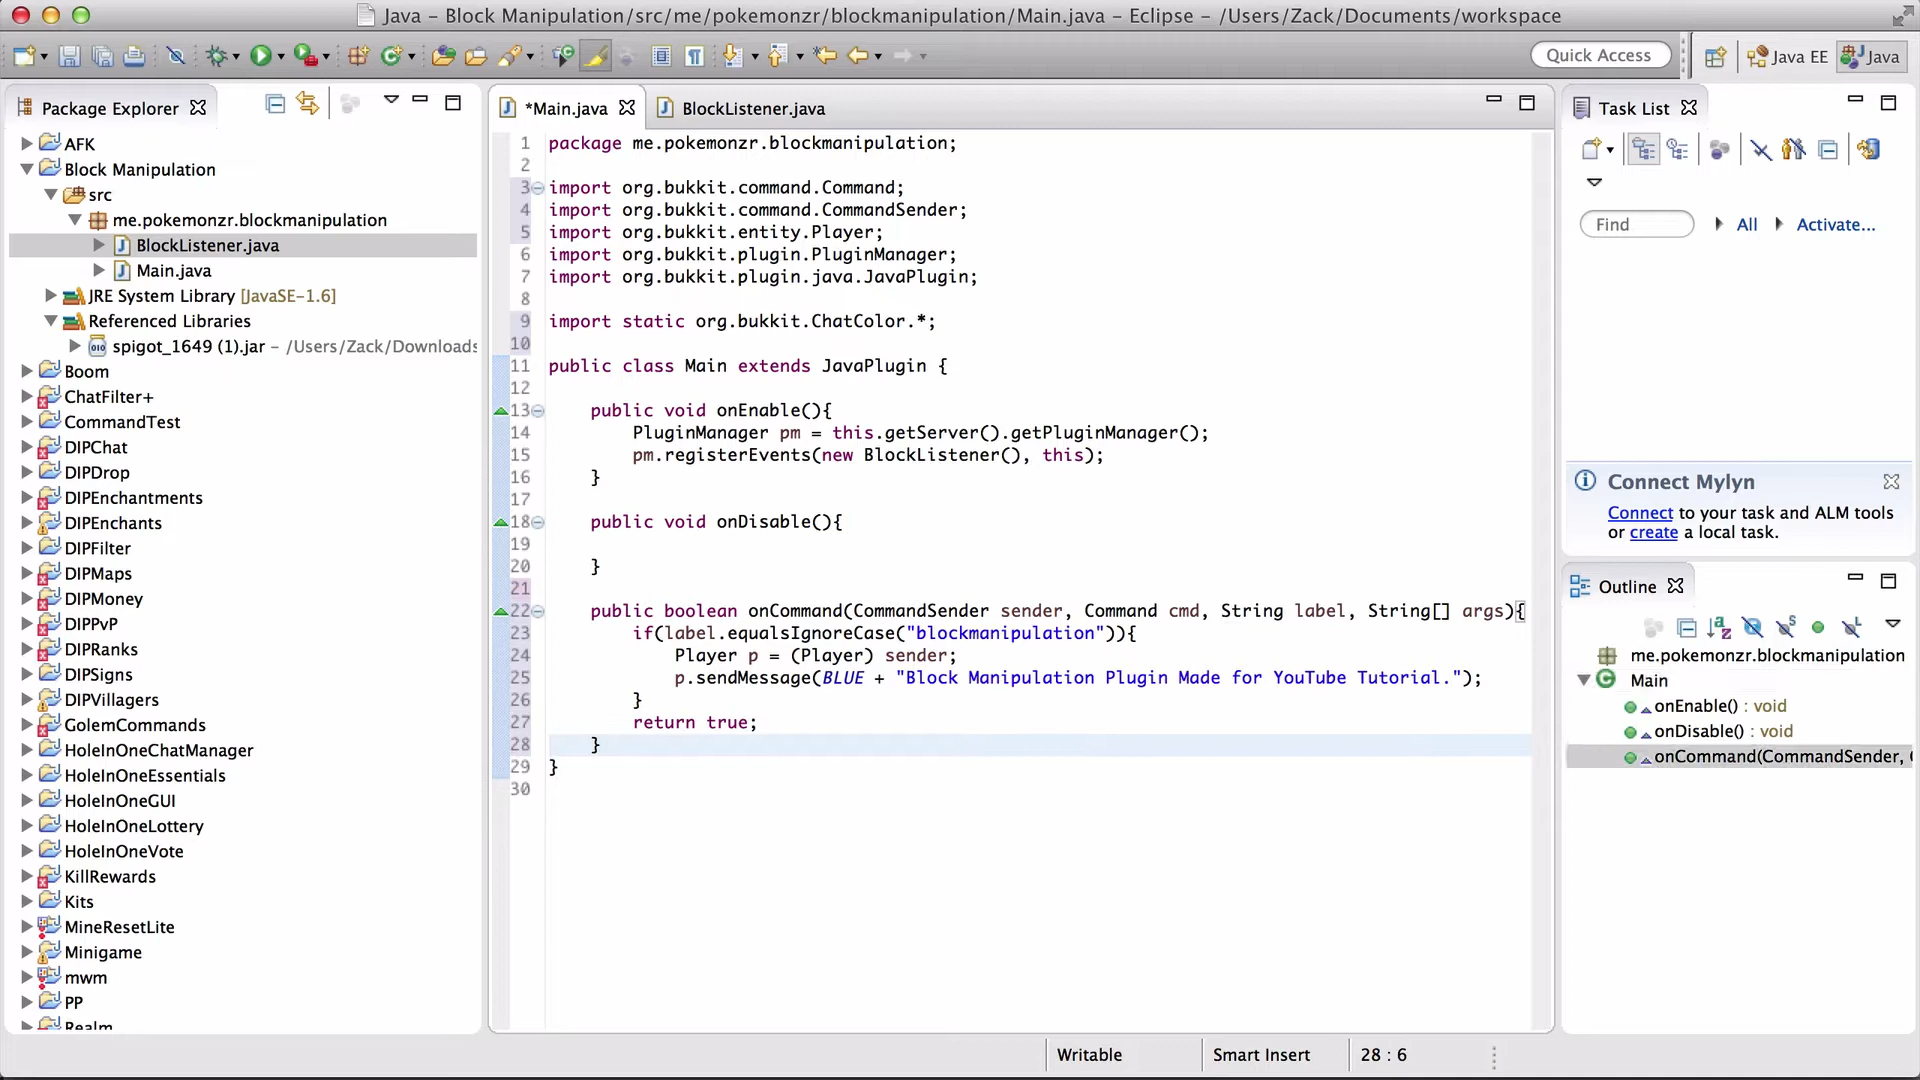 Java – Block Manipulation/src/me/pokemonzr/blockmanipulation/Main.java – Eclipse – /Users/Zack/Documents/workspace
Quick Access
Java EE
Java
Package Explorer
AFK
Block Manipulation
src
me.pokemonzr.blockmanipulation
BlockListener.java
Main.java
JRE System Library [JavaSE-1.6]
Referenced Libraries
spigot_1649 (1).jar – /Users/Zack/Downloads
Boom
ChatFilter+
CommandTest
DIPChat
DIPDrop
DIPEnchantments
DIPEnchants
DIPFilter
DIPMaps
DIPMoney
DIPPvP
DIPRanks
DIPSigns
DIPVillagers
GolemCommands
HoleInOneChatManager
HoleInOneEssentials
HoleInOneGUI
HoleInOneLottery
HoleInOneVote
KillRewards
Kits
MineResetLite
Minigame
mwm
PP
Realm
*Main.java
BlockListener.java
1 package me.pokemonzr.blockmanipulation;
2
3 import org.bukkit.command.Command;
4 import org.bukkit.command.CommandSender;
5 import org.bukkit.entity.Player;
6 import org.bukkit.plugin.PluginManager;
7 import org.bukkit.plugin.java.JavaPlugin;
8
9 import static org.bukkit.ChatColor.*;
10
11 public class Main extends JavaPlugin {
12
13 public void onEnable(){
14 PluginManager pm = this.getServer().getPluginManager();
15 pm.registerEvents(new BlockListener(), this);
16 }
17
18 public void onDisable(){
19
20 }
21
22 public boolean onCommand(CommandSender sender, Command cmd, String label, String[] args){
23 if(label.equalsIgnoreCase("blockmanipulation")){
24 Player p = (Player) sender;
25 p.sendMessage(BLUE + "Block Manipulation Plugin Made for YouTube Tutorial.");
26 }
27 return true;
28 }
29 }
30
Task List
Find
All
Activate...
Connect Mylyn
Connect to your task and ALM tools
or create a local task.
Outline
me.pokemonzr.blockmanipulation
Main
onEnable() : void
onDisable() : void
onCommand(CommandSender,
Writable
Smart Insert
28 : 6